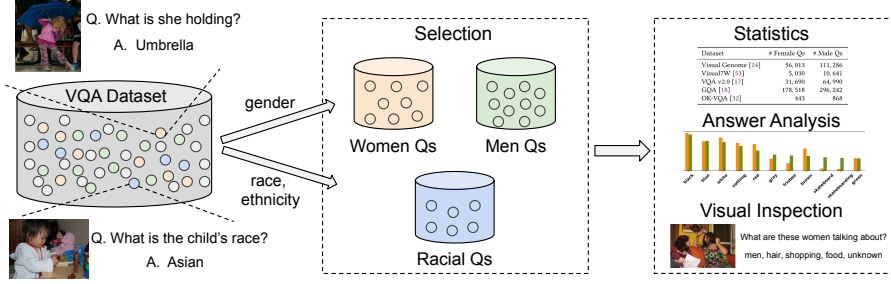 Q. What is she holding?
A. Umbrella
VQA Dataset
Q. What is the child's race?
A. Asian
gender
race,
ethnicity
Selection
Women Qs
Men Qs
Racial Qs
Statistics
Dataset # Female Qs # Male Qs
Visual Genome [24] 56,013 111,286
Visual7W [53] 5,030 10,641
VQA v2.0 [17] 31,690 64,990
GQA [18] 178,518 296,242
OK-VQA [32] 443 868
Answer Analysis
black blue white nothing red gray frisbee brown skateboard skateboarding grass
Visual Inspection
What are these women talking about?
men, hair, shopping, food, unknown